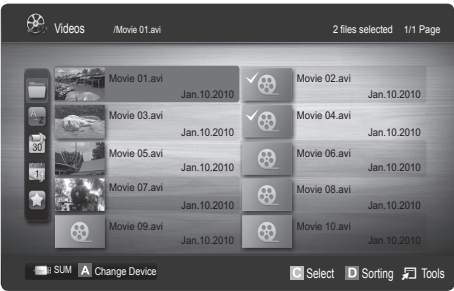 Videos /Movie 01.avi 2 files selected 1/1 Page
Movie 01.avi
Jan.10.2010
Movie 02.avi
Jan.10.2010
Movie 03.avi
Jan.10.2010
Movie 04.avi
Jan.10.2010
Movie 05.avi
Jan.10.2010
Movie 06.avi
Jan.10.2010
Movie 07.avi
Jan.10.2010
Movie 08.avi
Jan.10.2010
Movie 09.avi
Jan.10.2010
Movie 10.avi
Jan.10.2010
A
30
1
SUM A Change Device C Select D Sorting Tools